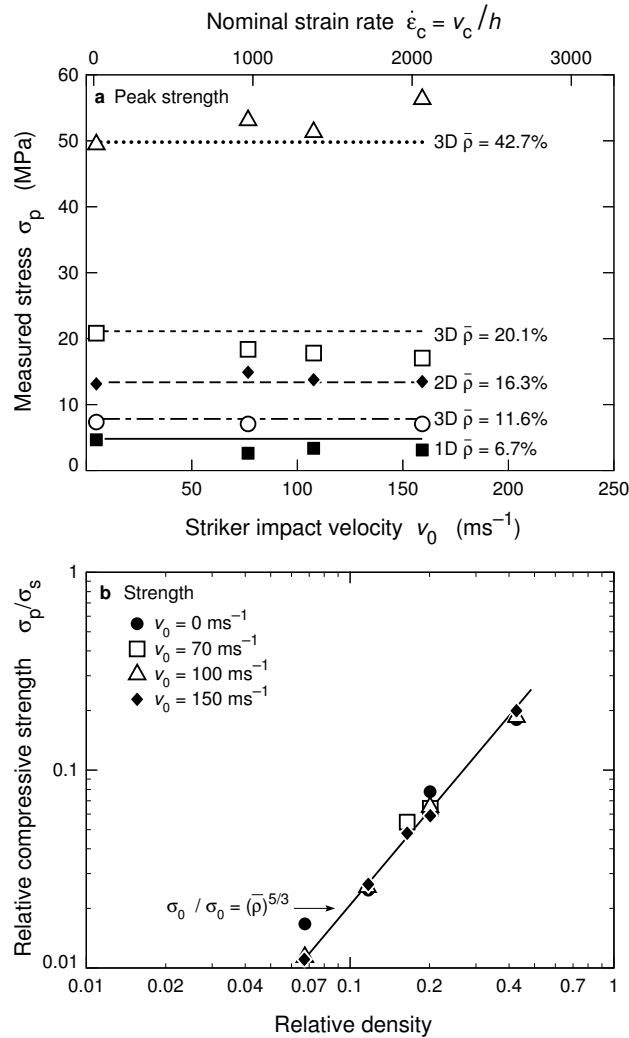 Nominal strain rate ε̇c = vc/h
0 1000 2000 3000
a Peak strength
60
50
40
30
20
10
0
Measured stress σp (MPa)
3D ρ̄ = 42.7%
3D ρ̄ = 20.1%
2D ρ̄ = 16.3%
3D ρ̄ = 11.6%
1D ρ̄ = 6.7%
50 100 150 200 250
Striker impact velocity v0 (ms⁻¹)
b Strength
v0 = 0 ms⁻¹
v0 = 70 ms⁻¹
v0 = 100 ms⁻¹
v0 = 150 ms⁻¹
1
0.1
0.01
Relative compressive strength σp/σs
σ0 / σ0 = (ρ̄)^5/3
0.01 0.02 0.04 0.07 0.1 0.2 0.4 0.7 1
Relative density